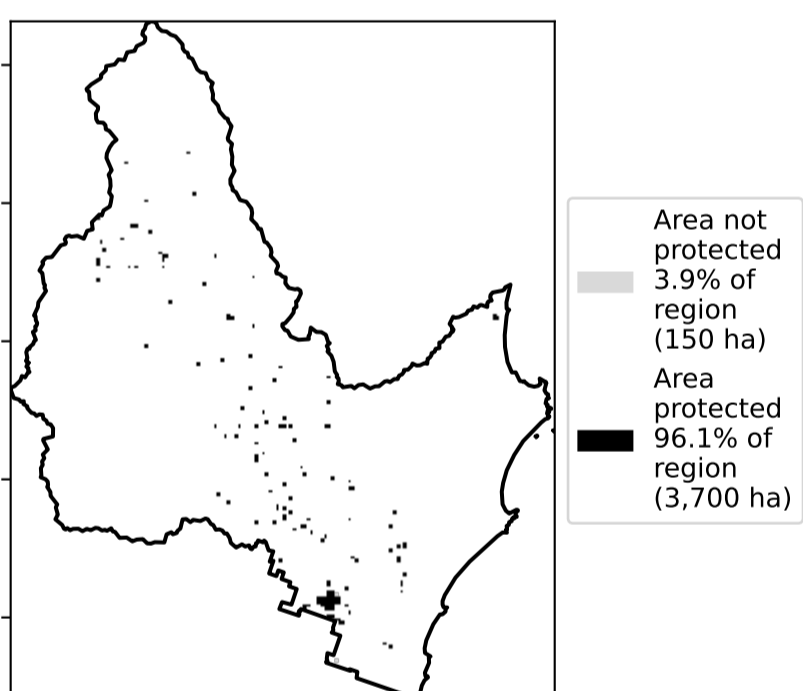 Area not
protected
3.9% of
region
(150 ha)
Area
protected
96.1% of
region
(3,700 ha)